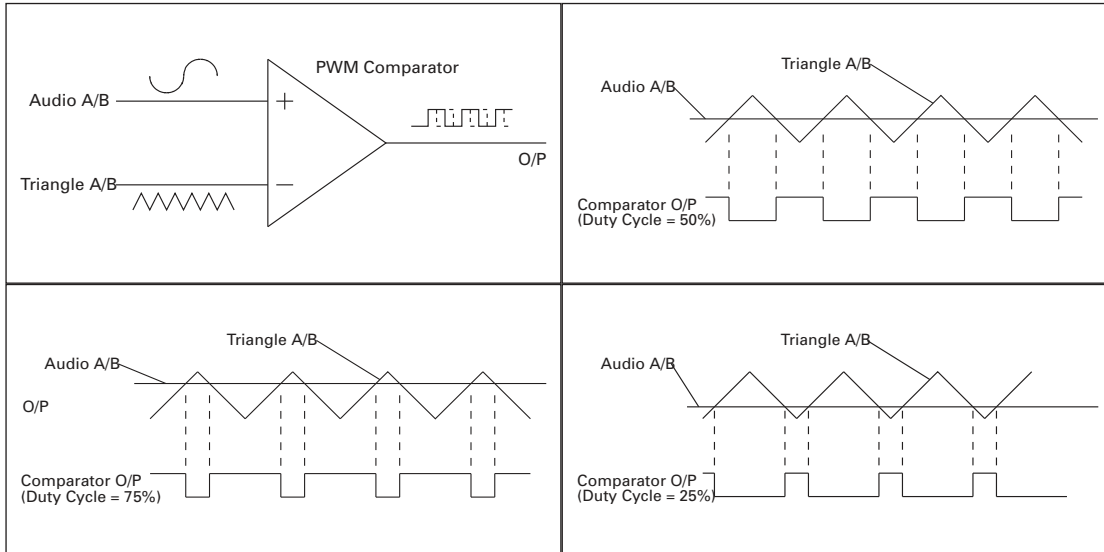 PWM Comparator
Audio A/B
+
Triangle A/B
−
O/P
Triangle A/B
Audio A/B
Comparator O/P
(Duty Cycle = 50%)
Triangle A/B
Audio A/B
O/P
Comparator O/P
(Duty Cycle = 75%)
Triangle A/B
Audio A/B
Comparator O/P
(Duty Cycle = 25%)